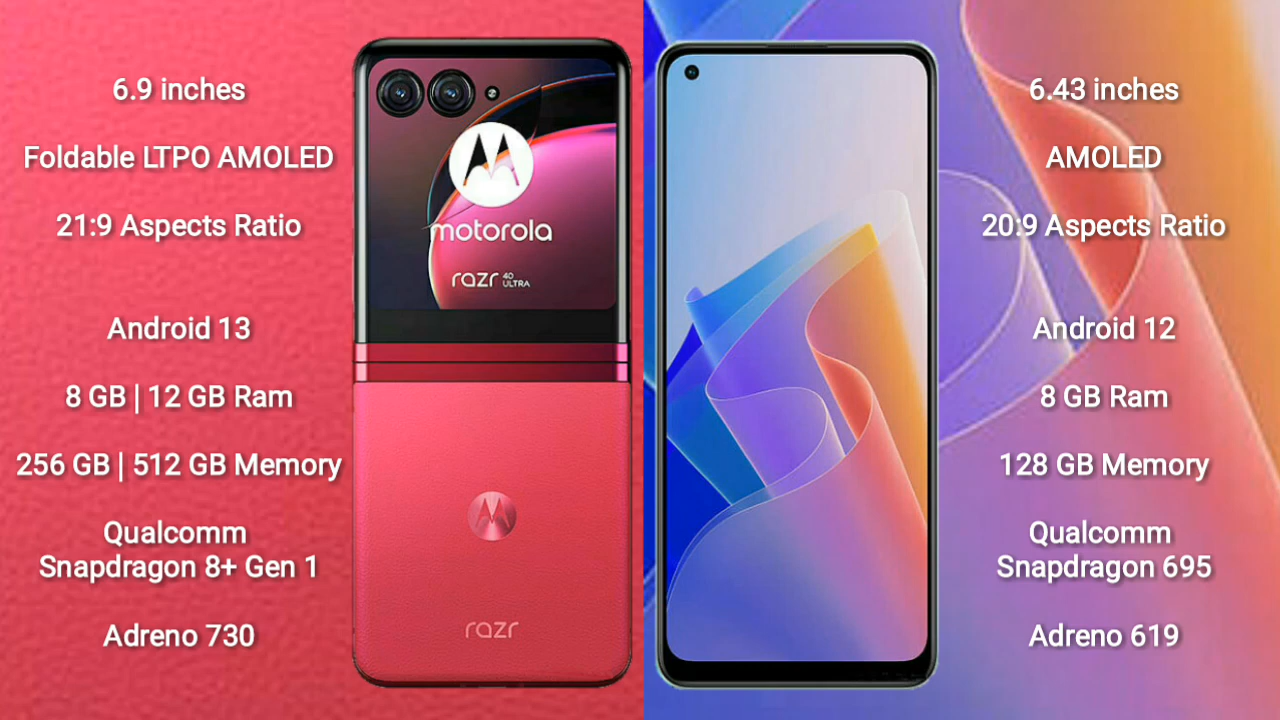 6.9 inches
Foldable LTPO AMOLED
21:9 Aspects Ratio
Android 13
8 GB | 12 GB Ram
256 GB | 512 GB Memory
Qualcomm
Snapdragon 8+ Gen 1
Adreno 730
motorola
razr 40 ULTRA
razr
6.43 inches
AMOLED
20:9 Aspects Ratio
Android 12
8 GB Ram
128 GB Memory
Qualcomm
Snapdragon 695
Adreno 619